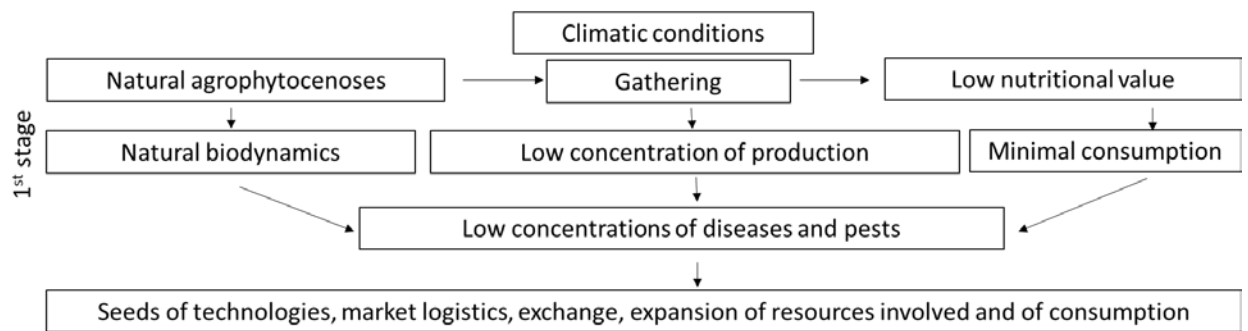 Climatic conditions
Natural agrophytocenoses
Gathering
Low nutritional value
1st stage
Natural biodynamics
Low concentration of production
Minimal consumption
Low concentrations of diseases and pests
Seeds of technologies, market logistics, exchange, expansion of resources involved and of consumption